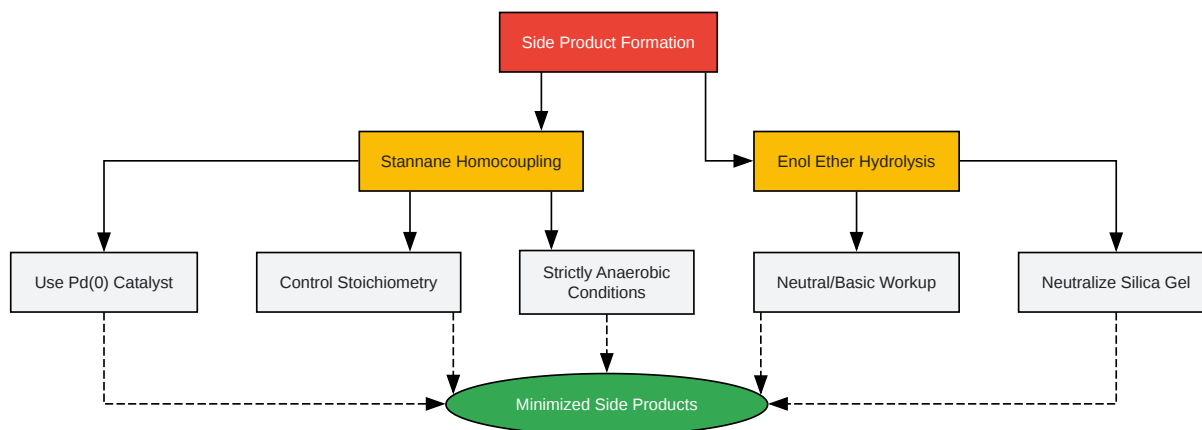 Side Product Formation
Stannane Homocoupling
Enol Ether Hydrolysis
Use Pd(0) Catalyst
Control Stoichiometry
Strictly Anaerobic
Conditions
Neutral/Basic Workup
Neutralize Silica Gel
Minimized Side Products